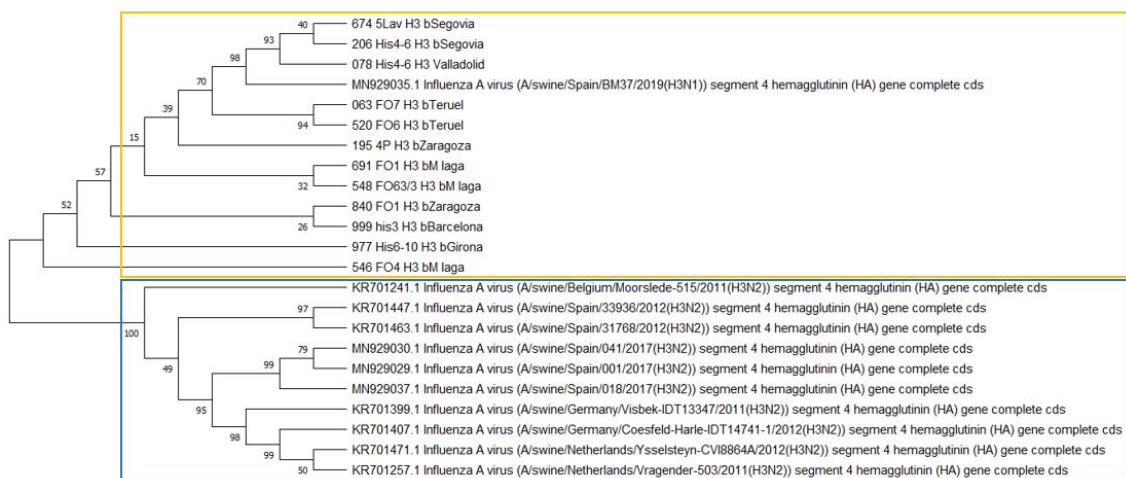 40
674 5Lav H3 bSegovia
93
206 His4-6 H3 bSegovia
98
078 His4-6 H3 Valladolid
70
MN929035.1 Influenza A virus (A/swine/Spain/BM37/2019(H3N1)) segment 4 hemagglutinin (HA) gene complete cds
39
063 FO7 H3 bTeruel
94
520 FO6 H3 bTeruel
15
195 4P H3 bZaragoza
57
691 FO1 H3 bM laga
32
548 FO63/3 H3 bM laga
52
840 FO1 H3 bZaragoza
26
999 his3 H3 bBarcelona
977 His6-10 H3 bGirona
546 FO4 H3 bM laga
KR701241.1 Influenza A virus (A/swine/Belgium/Moorslede-515/2011(H3N2)) segment 4 hemagglutinin (HA) gene complete cds
97
KR701447.1 Influenza A virus (A/swine/Spain/33936/2012(H3N2)) segment 4 hemagglutinin (HA) gene complete cds
100
KR701463.1 Influenza A virus (A/swine/Spain/31768/2012(H3N2)) segment 4 hemagglutinin (HA) gene complete cds
79
MN929030.1 Influenza A virus (A/swine/Spain/041/2017(H3N2)) segment 4 hemagglutinin (HA) gene complete cds
49
99
MN929029.1 Influenza A virus (A/swine/Spain/001/2017(H3N2)) segment 4 hemagglutinin (HA) gene complete cds
MN929037.1 Influenza A virus (A/swine/Spain/018/2017(H3N2)) segment 4 hemagglutinin (HA) gene complete cds
95
KR701399.1 Influenza A virus (A/swine/Germany/Visbek-IDT13347/2011(H3N2)) segment 4 hemagglutinin (HA) gene complete cds
98
KR701407.1 Influenza A virus (A/swine/Germany/Coesfeld-Harle-IDT14741-1/2012(H3N2)) segment 4 hemagglutinin (HA) gene complete cds
99
KR701471.1 Influenza A virus (A/swine/Netherlands/Ysselsteyn-CVI8864A/2012(H3N2)) segment 4 hemagglutinin (HA) gene complete cds
50
KR701257.1 Influenza A virus (A/swine/Netherlands/Vragender-503/2011(H3N2)) segment 4 hemagglutinin (HA) gene complete cds